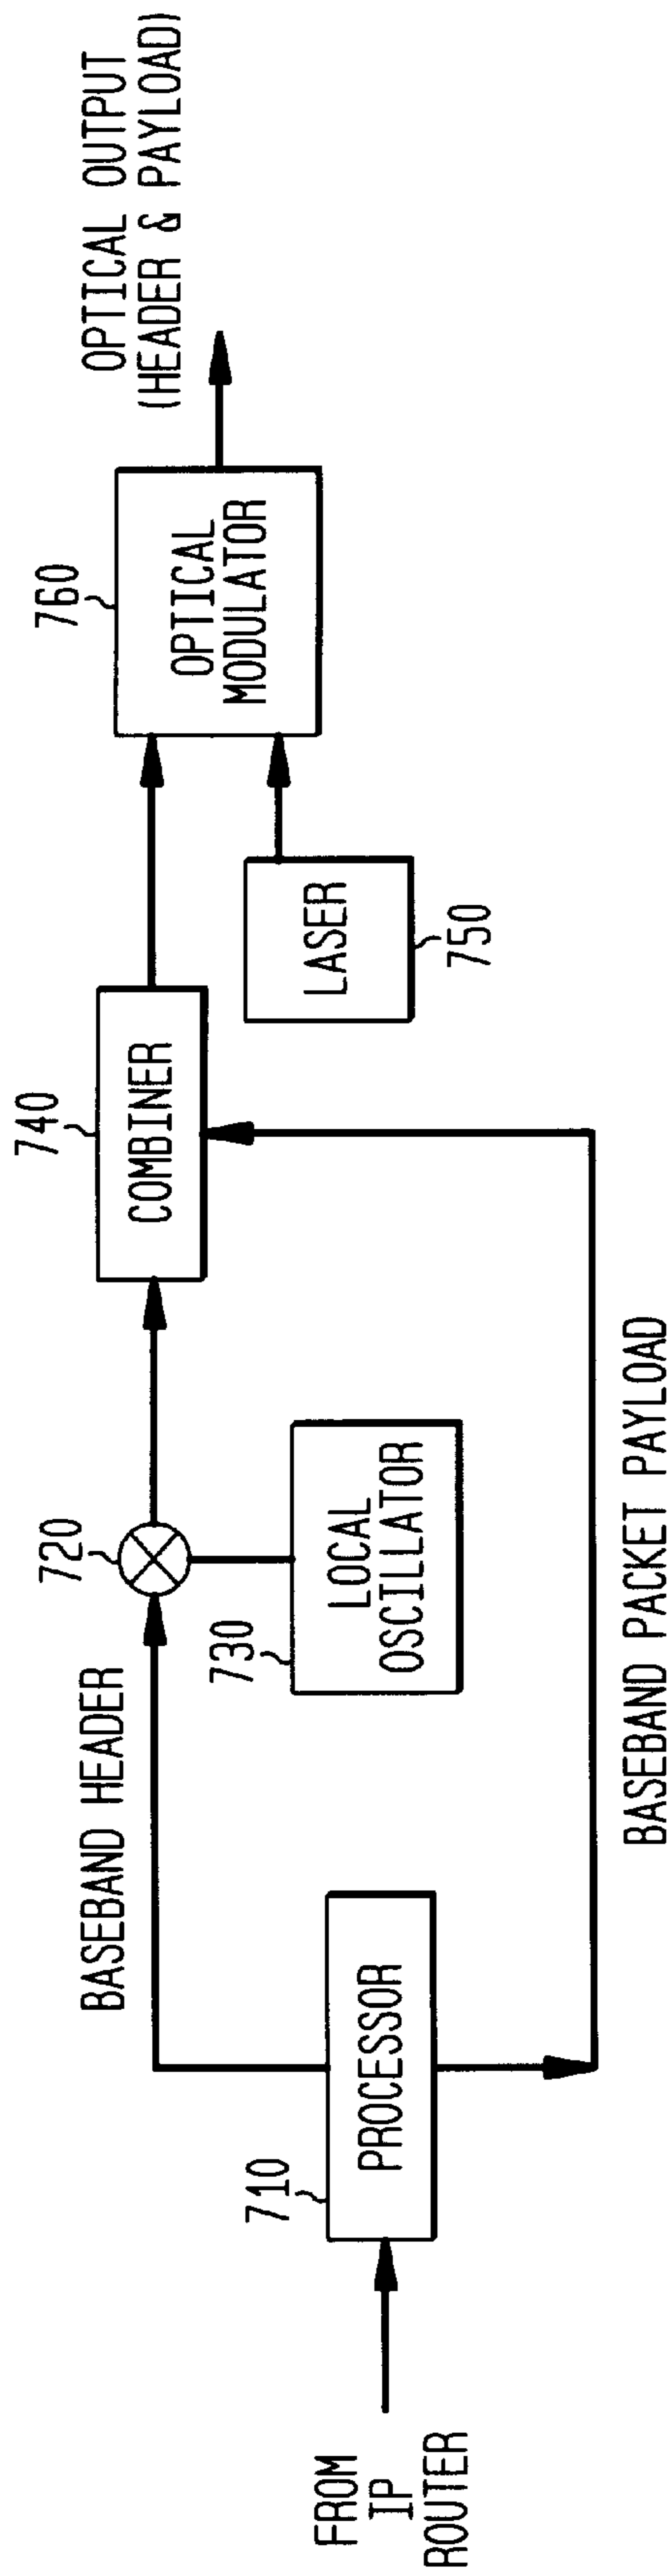 FROM
IP
ROUTER
710
PROCESSOR
BASEBAND HEADER
BASEBAND PACKET PAYLOAD
720
730
LOCAL
OSCILLATOR
740
COMBINER
LASER
750
760
OPTICAL
MODULATOR
OPTICAL OUTPUT
(HEADER & PAYLOAD)